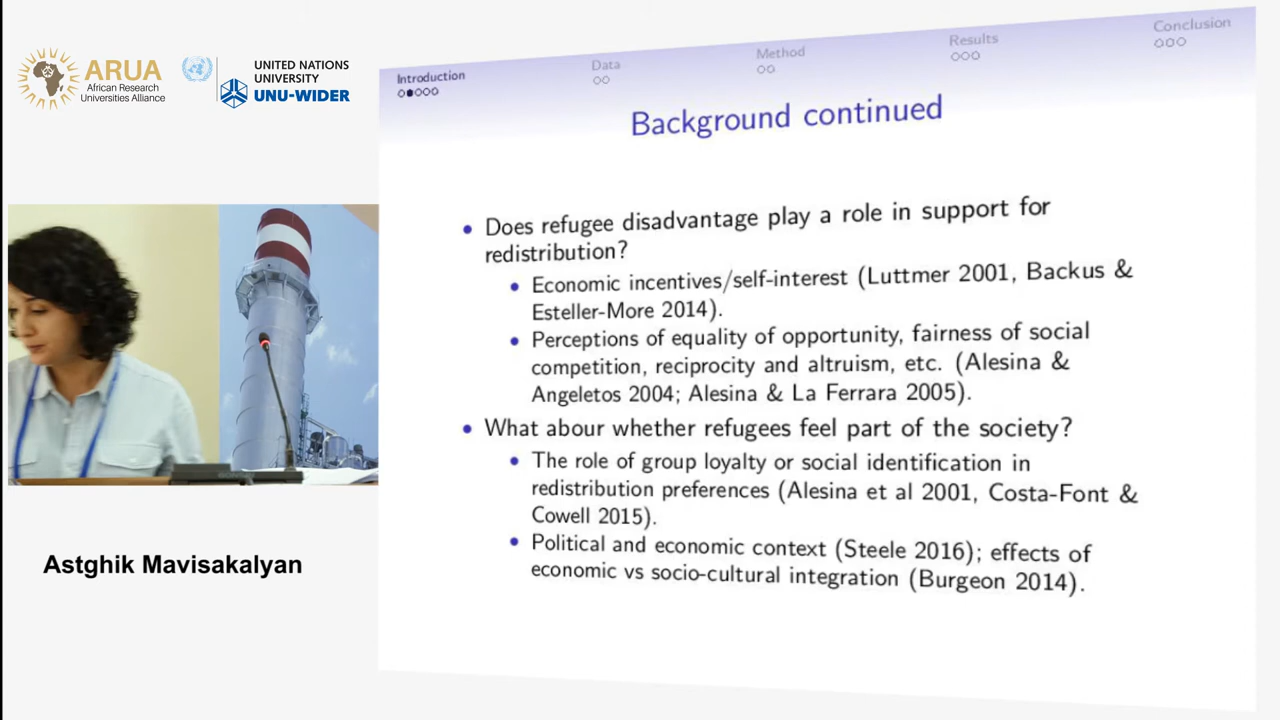 ARUA
African Research
Universities Alliance
UNITED NATIONS
UNIVERSITY
UNU-WIDER
Introduction
Data
Method
Results
Conclusion
Background continued
Does refugee disadvantage play a role in support for
redistribution?
Economic incentives/self-interest (Luttmer 2001, Backus &
Esteller-More 2014).
Perceptions of equality of opportunity, fairness of social
competition, reciprocity and altruism, etc. (Alesina &
Angeletos 2004; Alesina & La Ferrara 2005).
What abour whether refugees feel part of the society?
The role of group loyalty or social identification in
redistribution preferences (Alesina et al 2001, Costa-Font &
Cowell 2015).
Political and economic context (Steele 2016); effects of
economic vs socio-cultural integration (Burgeon 2014).
Astghik Mavisakalyan